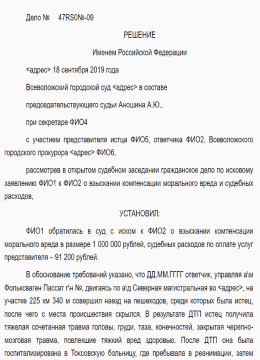 Дело № 47RS0№-09
РЕШЕНИЕ
Именем Российской Федерации
<адрес> 18 сентября 2019 года
Всеволожский городской суд <адрес> в составе
председательствующего судьи Аношина А.Ю.,
при секретаре ФИО4
с участием представителя истца ФИО5, ответчика ФИО2, Всеволожского
городского прокурора <адрес> ФИО6,
рассмотрев в открытом судебном заседании гражданское дело по исковому
заявлению ФИО1 к ФИО2 о взыскании компенсации морального вреда и судебных
расходов,
УСТАНОВИЛ:
ФИО1 обратилась в суд с иском к ФИО2 о взыскании компенсации
морального вреда в размере 1 000 000 рублей, судебных расходов по оплате услуг
представителя – 91 200 рублей.
В обоснование требований указано, что ДД.ММ.ГГГГ ответчик, управляя а\м
Фольксваген Пассат г\н №, двигаясь по а\д Северная магистральная во <адрес>, на
участке 225 км 340 м совершил наезд на пешеходов, среди которых была истец,
после чего с места происшествия скрылся. В результате ДТП истец получила
тяжелая сочетанная травма головы, груди, таза, конечностей, закрытая черепно-
мозговая травма, повлекшие тяжкий вред здоровью. После ДТП она была
госпитализирована в Токсовскую больницу, где пребывала в реанимации, затем